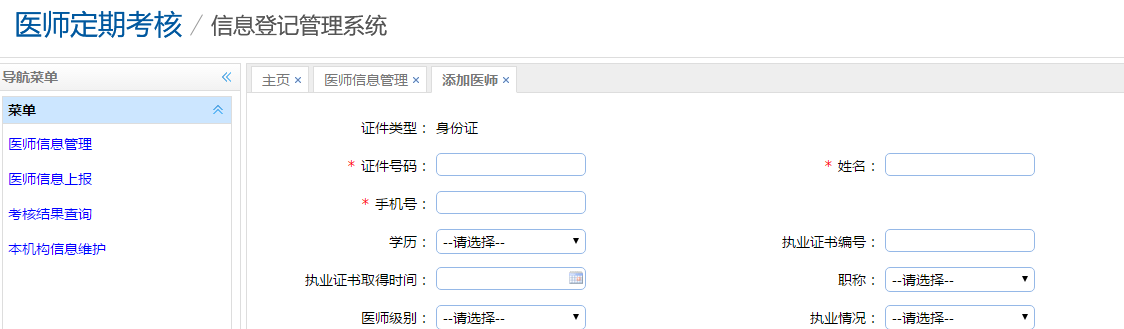 医师定期考核 / 信息登记管理系统
导航菜单
主页 医师信息管理 添加医师
菜单
医师信息管理
医师信息上报
考核结果查询
本机构信息维护
证件类型： 身份证
* 证件号码：
* 姓名：
* 手机号：
学历： --请选择--
执业证书编号：
执业证书取得时间：
职称： --请选择--
医师级别： --请选择--
执业情况： --请选择--